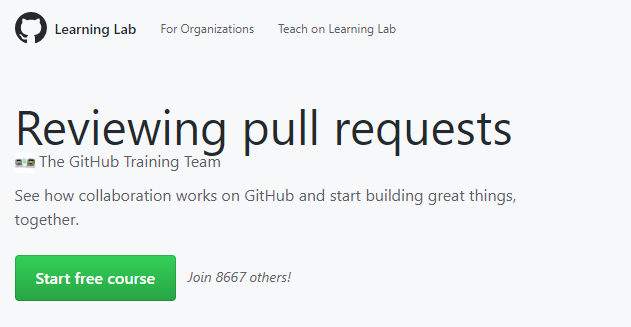 Learning Lab For Organizations Teach on Learning Lab
Reviewing pull requests
The GitHub Training Team
See how collaboration works on GitHub and start building great things,
together.
Start free course Join 8667 others!